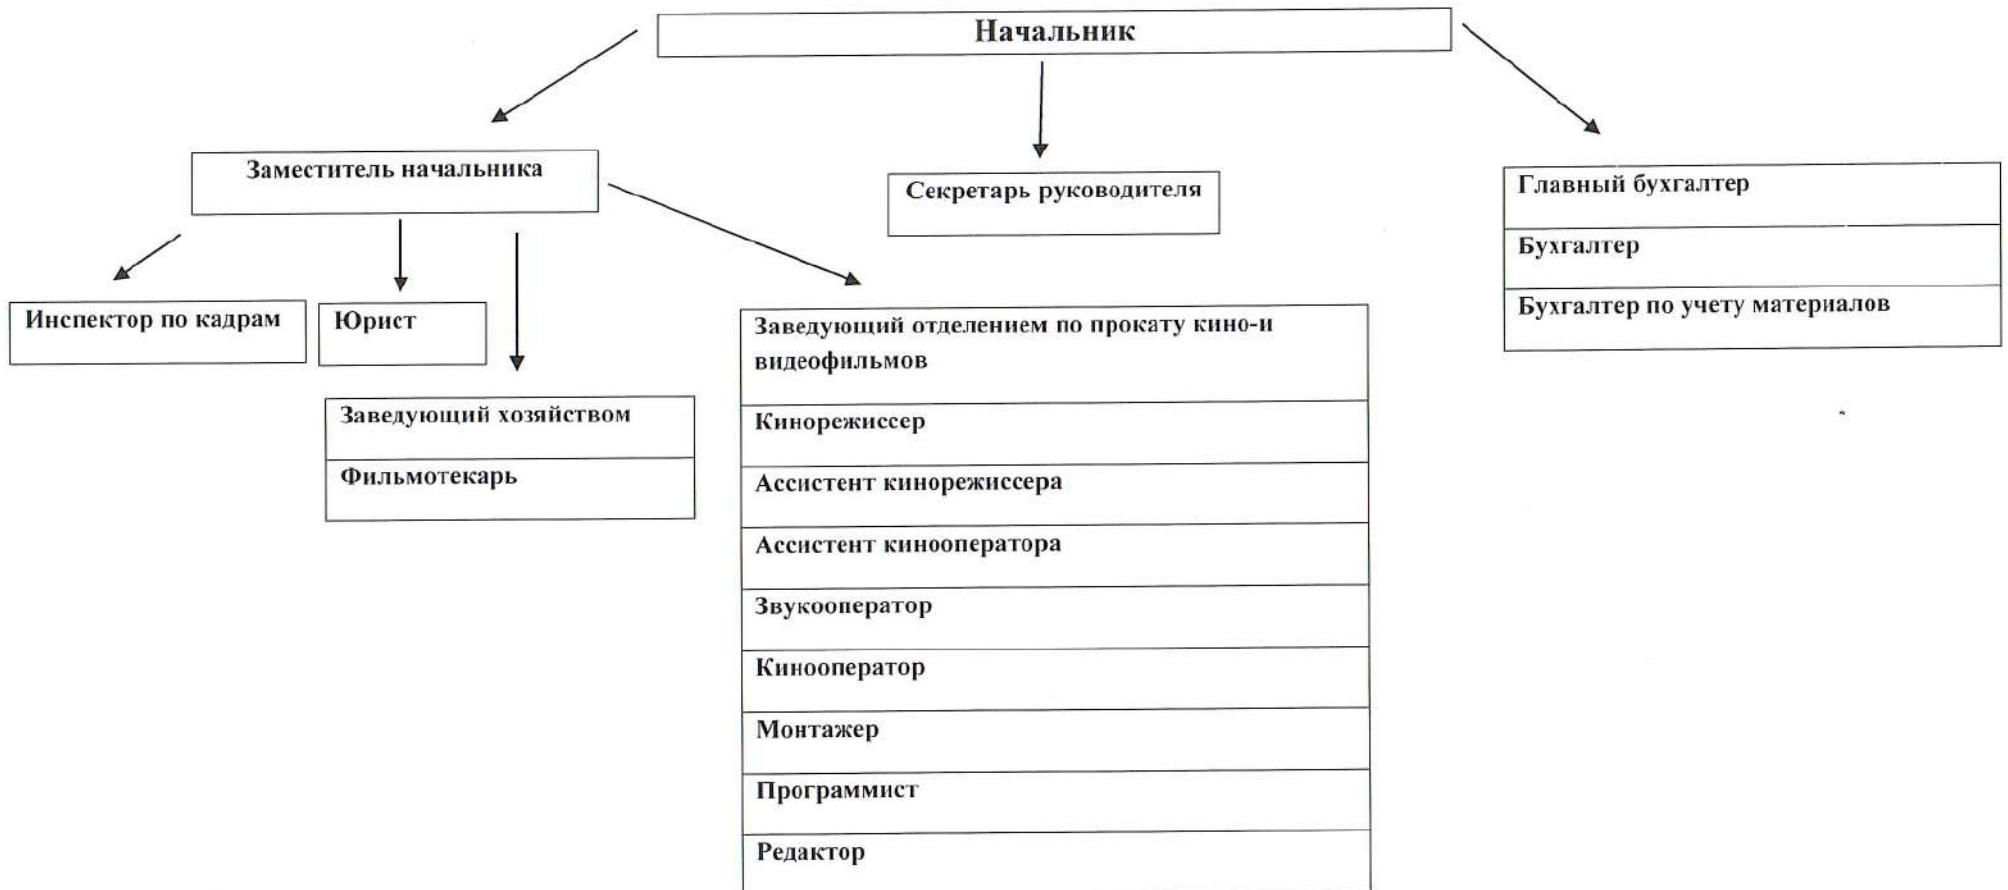 Начальник
Заместитель начальника
Секретарь руководителя
Главный бухгалтер
Бухгалтер
Бухгалтер по учету материалов
Инспектор по кадрам
Юрист
Заведующий хозяйством
Фильмотекарь
Заведующий отделением по прокату кино-и
видеофильмов
Кинорежиссер
Ассистент кинорежиссера
Ассистент кинооператора
Звукооператор
Кинооператор
Монтажер
Программист
Редактор